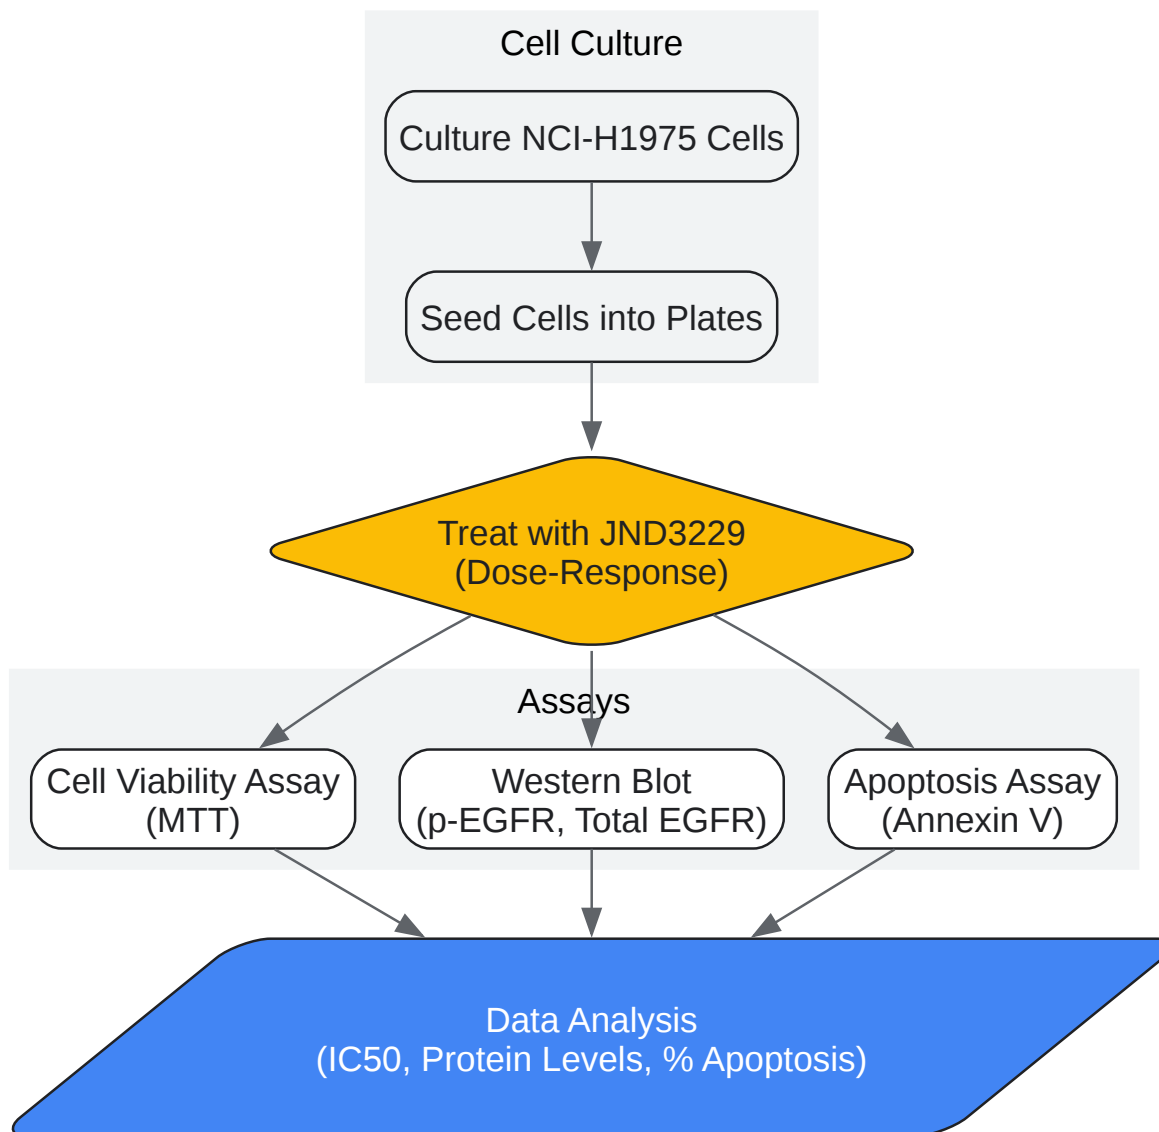 Cell Culture
Culture NCI-H1975 Cells
Seed Cells into Plates
Treat with JND3229
(Dose-Response)
Assays
Cell Viability Assay
(MTT)
Western Blot
(p-EGFR, Total EGFR)
Apoptosis Assay
(Annexin V)
Data Analysis
(IC50, Protein Levels, % Apoptosis)